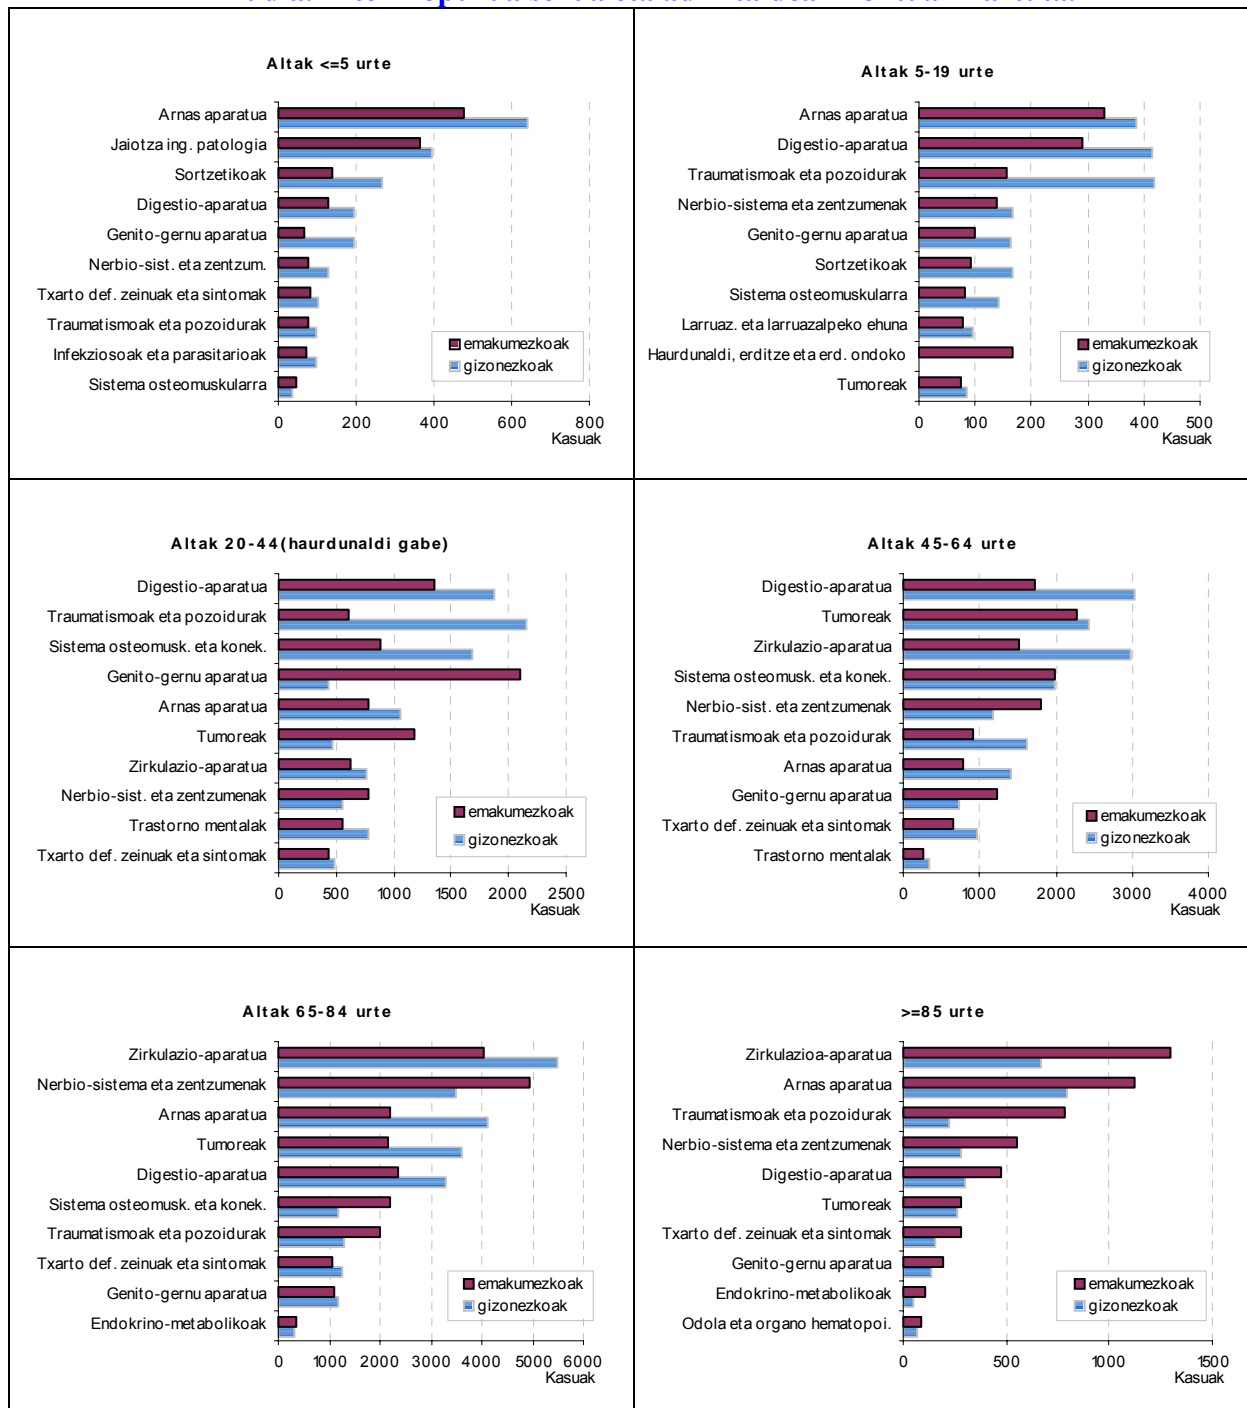 Altak <=5 urte
Arnas aparatua
Jaiotza ing. patologia
Sortzetikoak
Digestio-aparatua
Genito-gernu aparatua
Nerbio-sist. eta zentzum.
Txarto def. zeinuak eta sintomak
Traumatismoak eta pozoidurak
Infekziosoak eta parasitarioak
Sistema osteomuskularra
emakumezkoak
gizonezkoak
0 200 400 600 800
Kasuak
Altak 5-19 urte
Arnas aparatua
Digestio-aparatua
Traumatismoak eta pozoidurak
Nerbio-sistema eta zentzumenak
Genito-gernu aparatua
Sortzetikoak
Sistema osteomuskularra
Larruaz. eta larruazalpeko ehuna
Haurdunaldi, erditze eta erd. ondoko
Tumoreak
emakumezkoak
gizonezkoak
0 100 200 300 400 500
Kasuak
Altak 20-44(haurdunaldi gabe)
Digestio-aparatua
Traumatismoak eta pozoidurak
Sistema osteomusk. eta konek.
Genito-gernu aparatua
Arnas aparatua
Tumoreak
Zirkulazio-aparatua
Nerbio-sist. eta zentzumenak
Trastorno mentalak
Txarto def. zeinuak eta sintomak
emakumezkoak
gizonezkoak
0 500 1000 1500 2000 2500
Kasuak
Altak 45-64 urte
Digestio-aparatua
Tumoreak
Zirkulazio-aparatua
Sistema osteomusk. eta konek.
Nerbio-sist. eta zentzumenak
Traumatismoak eta pozoidurak
Arnas aparatua
Genito-gernu aparatua
Txarto def. zeinuak eta sintomak
Trastorno mentalak
emakumezkoak
gizonezkoak
0 1000 2000 3000 4000
Kasuak
Altak 65-84 urte
Zirkulazio-aparatua
Nerbio-sistema eta zentzumenak
Arnas aparatua
Tumoreak
Digestio-aparatua
Sistema osteomusk. eta konek.
Traumatismoak eta pozoidurak
Txarto def. zeinuak eta sintomak
Genito-gernu aparatua
Endokrino-metabolikoak
emakumezkoak
gizonezkoak
0 1000 2000 3000 4000 5000 6000
Kasuak
>=85 urte
Zirkulazioa-aparatua
Arnas aparatua
Traumatismoak eta pozoidurak
Nerbio-sistema eta zentzumenak
Digestio-aparatua
Tumoreak
Txarto def. zeinuak eta sintomak
Genito-gernu aparatua
Endokrino-metabolikoak
Odola eta organo hematopoi.
emakumezkoak
gizonezkoak
0 500 1000 1500
Kasuak